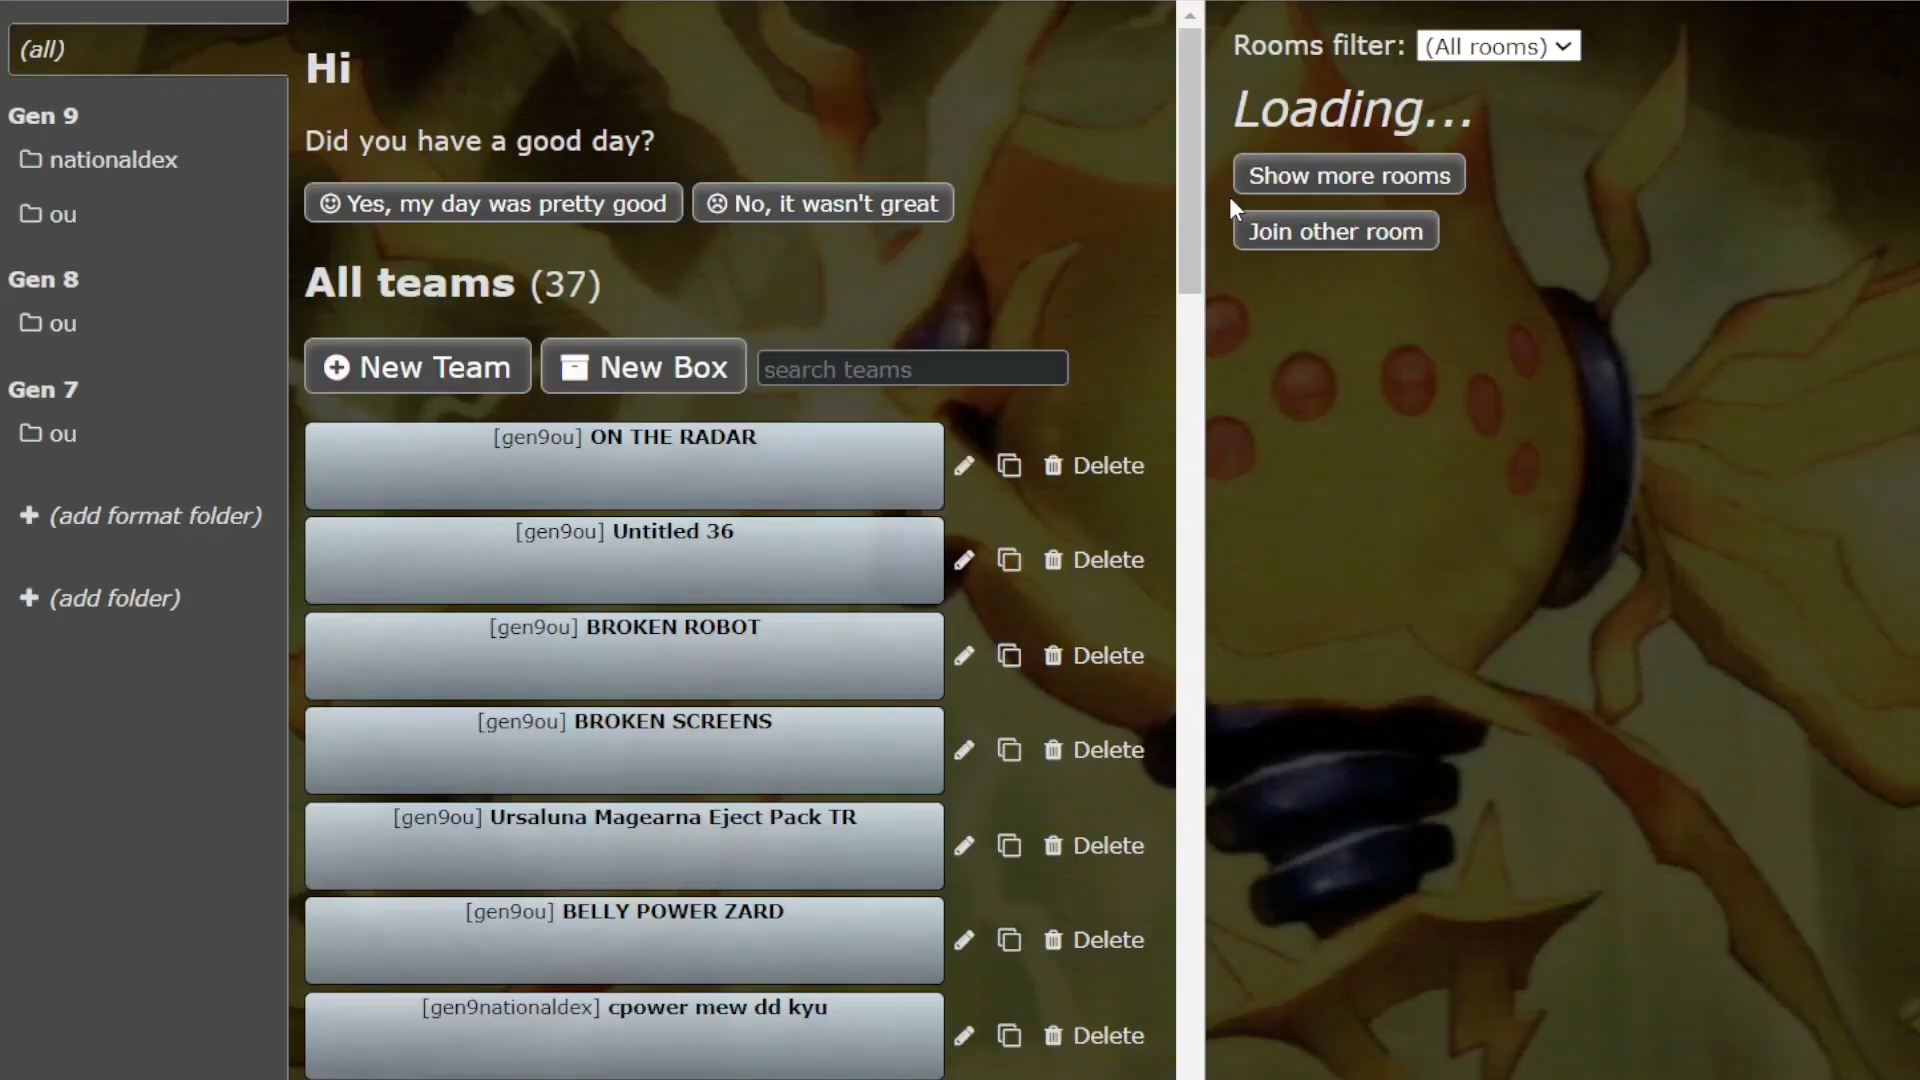 (all)
Gen 9
nationaldex
ou
Gen 8
ou
Gen 7
ou
(add format folder)
(add folder)
Hi
Did you have a good day?
Yes, my day was pretty good
No, it wasn't great
All teams (37)
New Team
New Box
search teams
[gen9ou] ON THE RADAR
Delete
[gen9ou] Untitled 36
Delete
[gen9ou] BROKEN ROBOT
Delete
[gen9ou] BROKEN SCREENS
Delete
[gen9ou] Ursaluna Magearna Eject Pack TR
Delete
[gen9ou] BELLY POWER ZARD
Delete
[gen9nationaldex] cpower mew dd kyu
Delete
Rooms filter: (All rooms)
Loading...
Show more rooms
Join other room